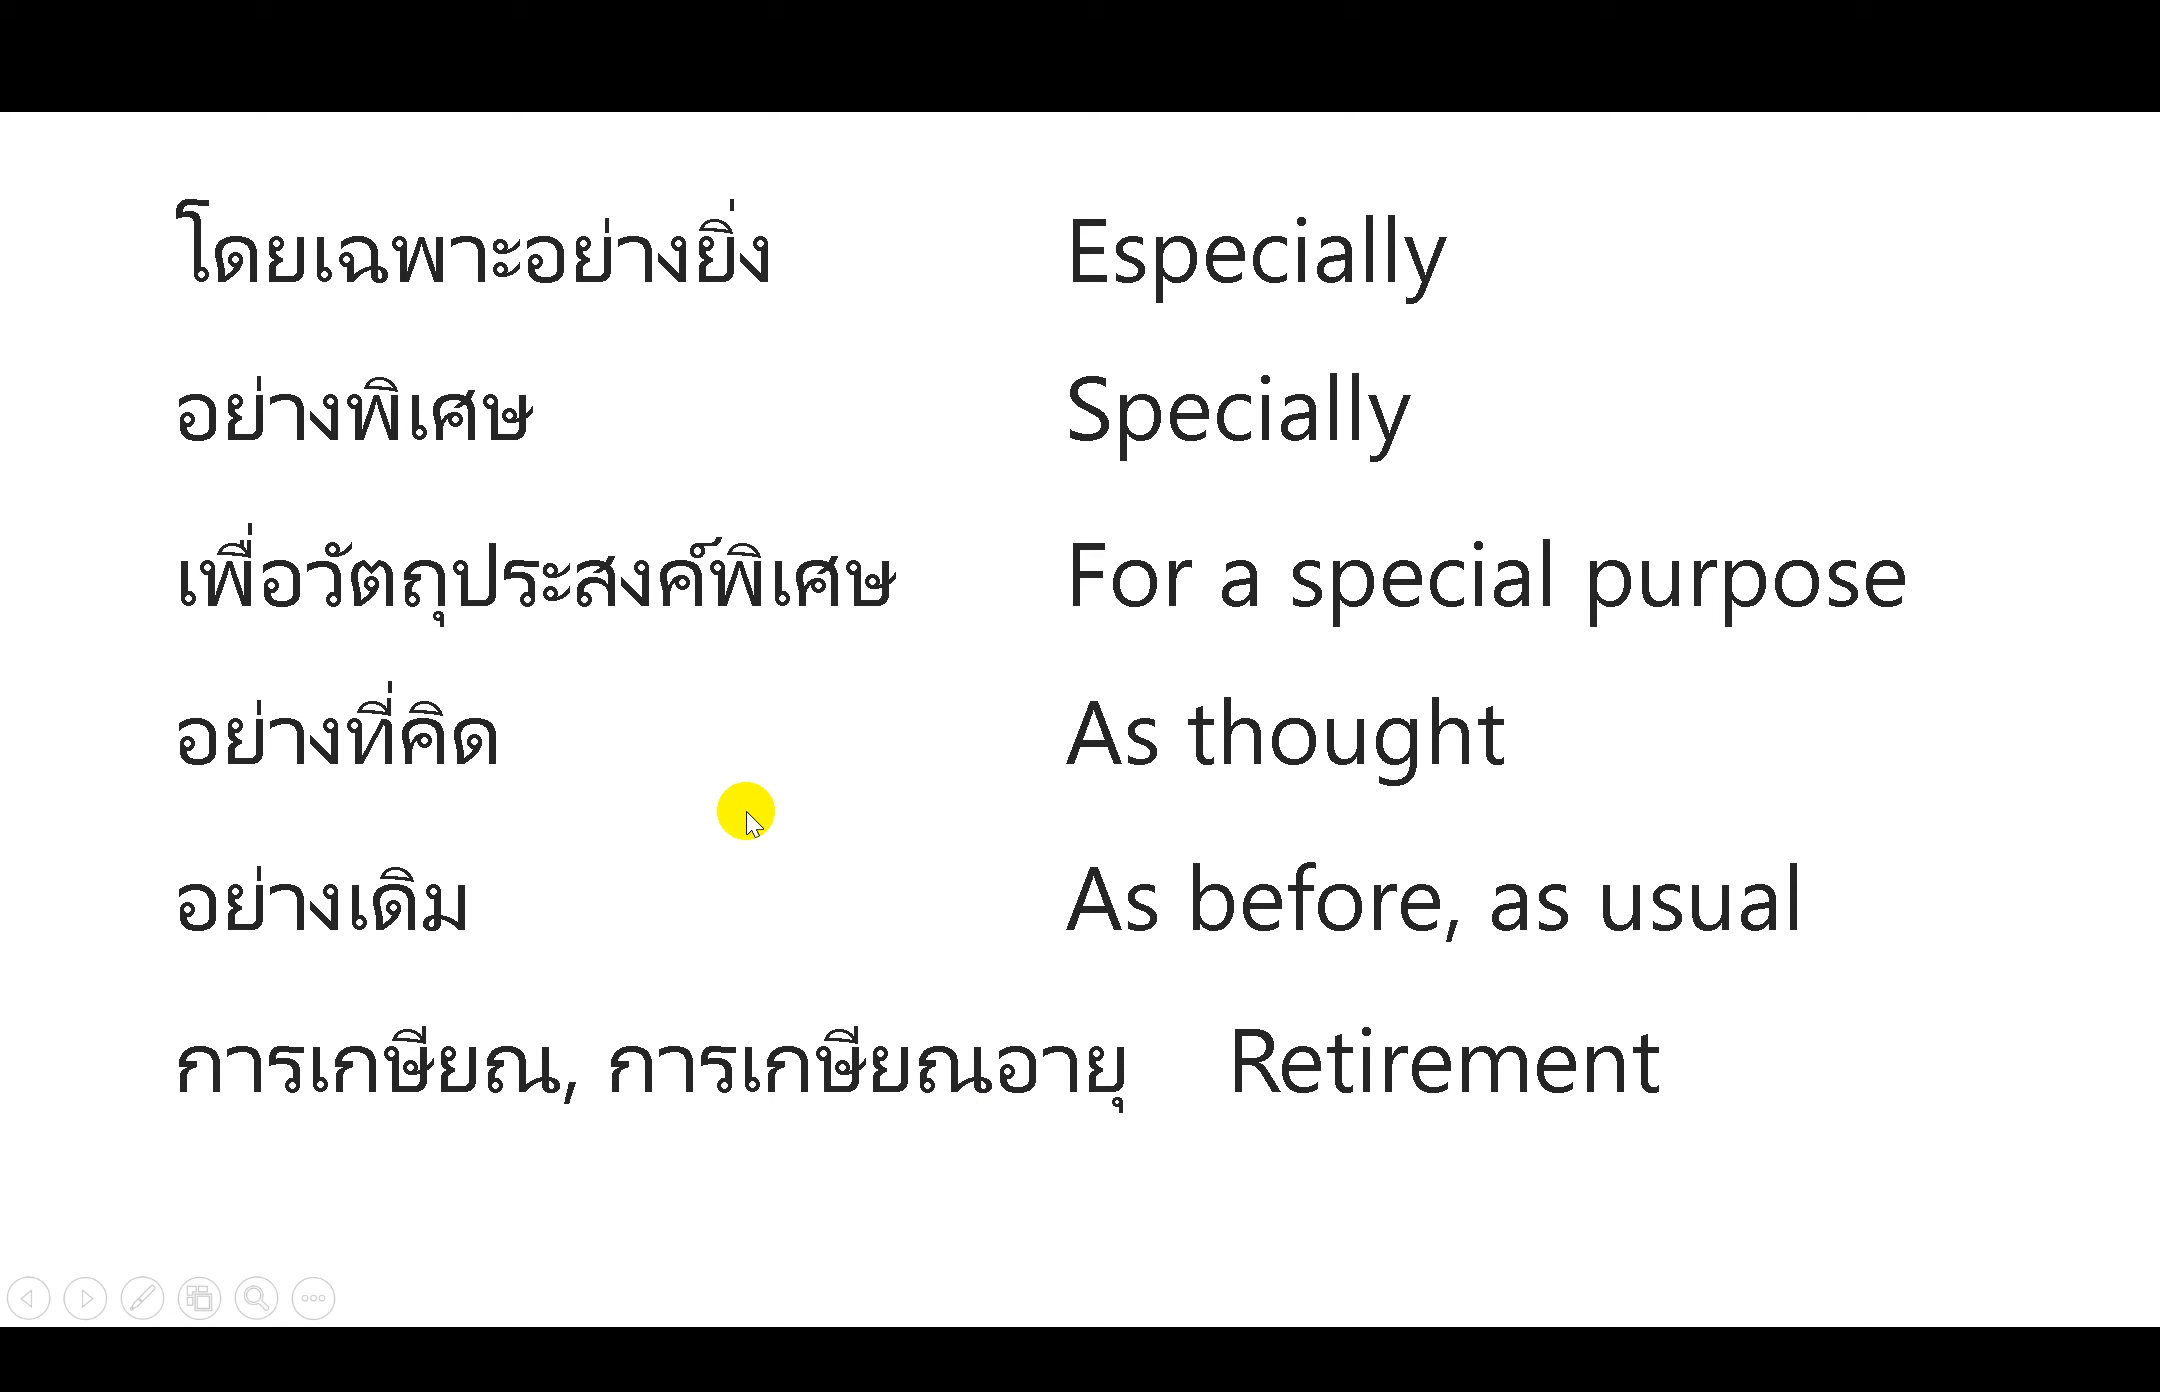 โดยเฉพาะอย่างยิ่ง Especially
อย่างพิเศษ Specially
เพื่อวัตถุประสงค์พิเศษ For a special purpose
อย่างที่คิด As thought
อย่างเดิม As before, as usual
การเกษียณ, การเกษียณอายุ Retirement